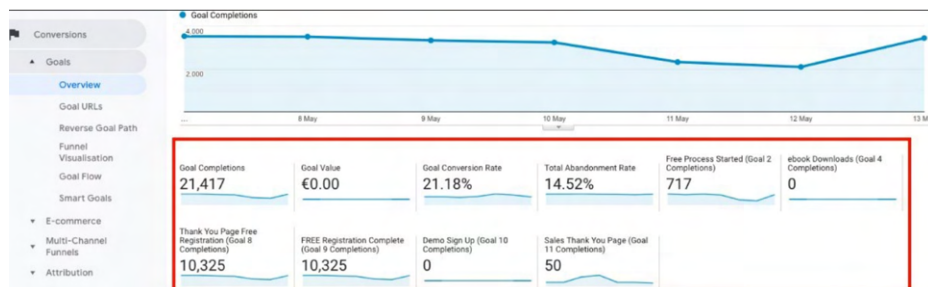 Goal Completions
4,000
2,000
...
8 May
9 May
10 May
11 May
12 May
13 M
Conversions
Goals
Overview
Goal URLs
Reverse Goal Path
Funnel
Visualisation
Goal Flow
Smart Goals
E-commerce
Multi-Channel
Funnels
Attribution
Goal Completions
21,417
Goal Value
€0.00
Goal Conversion Rate
21.18%
Total Abandonment Rate
14.52%
Free Process Started (Goal 2
Completions)
717
ebook Downloads (Goal 4
Completions)
0
Thank You Page Free
Registration (Goal 8
Completions)
10,325
FREE Registration Complete
(Goal 9 Completions)
10,325
Demo Sign Up (Goal 10
Completions)
0
Sales Thank You Page (Goal
11 Completions)
50